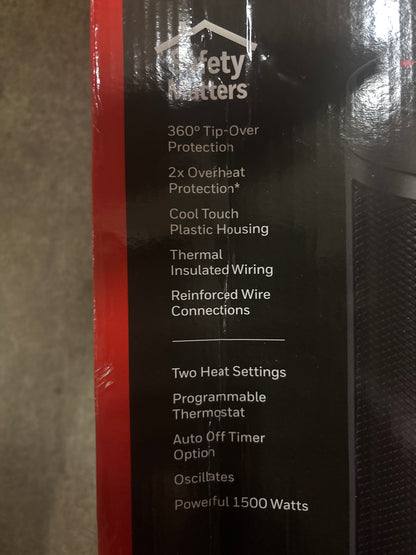 Safety
Matters
360° Tip-Over
Protection
2x Overheat
Protection*
Cool Touch
Plastic Housing
Thermal
Insulated Wiring
Reinforced Wire
Connections
Two Heat Settings
Programmable
Thermostat
Auto Off Timer
Option
Oscillates
Powerful 1500 Watts